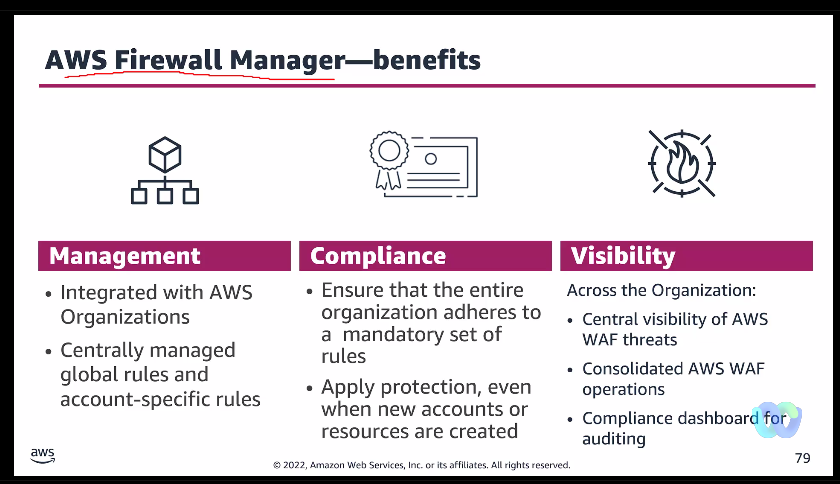 AWS Firewall Manager—benefits
Management
• Integrated with AWS
Organizations
• Centrally managed
global rules and
account-specific rules
Compliance
• Ensure that the entire
organization adheres to
a mandatory set of
rules
• Apply protection, even
when new accounts or
resources are created
Visibility
Across the Organization:
• Central visibility of AWS
WAF threats
• Consolidated AWS WAF
operations
• Compliance dashboard for
auditing
aws
© 2022, Amazon Web Services, Inc. or its affiliates. All rights reserved.
79